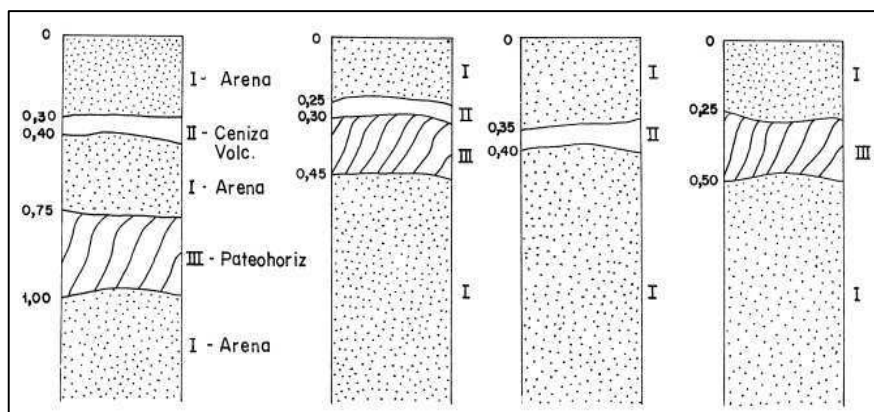 0
I - Arena
0,30
0,40
II - Ceniza
Volc.
I - Arena
0,75
III - Pateohoriz
1,00
I - Arena
0
I
0,25
II
0,30
III
0,45
I
0
I
0,35
II
0,40
I
0
I
0,25
III
0,50
I